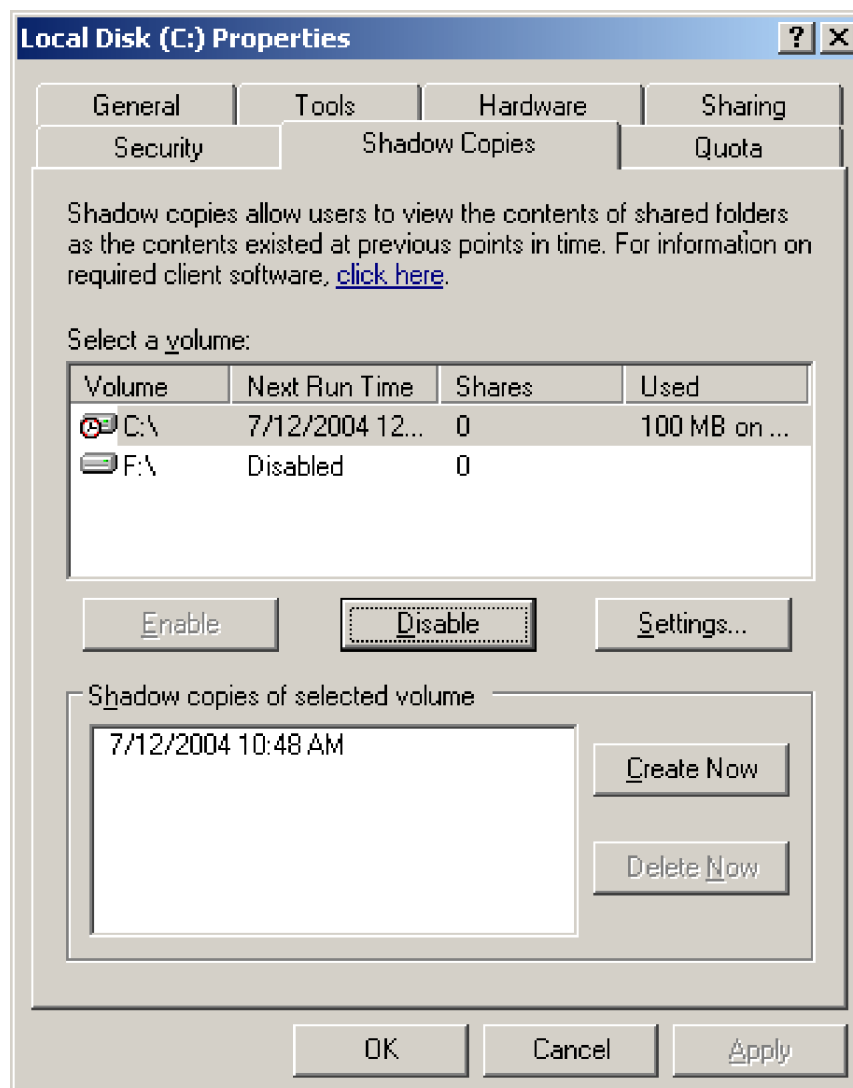 Local Disk (C:) Properties
General Tools Hardware Sharing
Security Shadow Copies Quota
Shadow copies allow users to view the contents of shared folders
as the contents existed at previous points in time. For information on
required client software, click here.
Select a volume:
Volume Next Run Time Shares Used
C:\ 7/12/2004 12... 0 100 MB on ...
F:\ Disabled 0
Enable Disable Settings...
Shadow copies of selected volume
7/12/2004 10:48 AM
Create Now
Delete Now
OK Cancel Apply